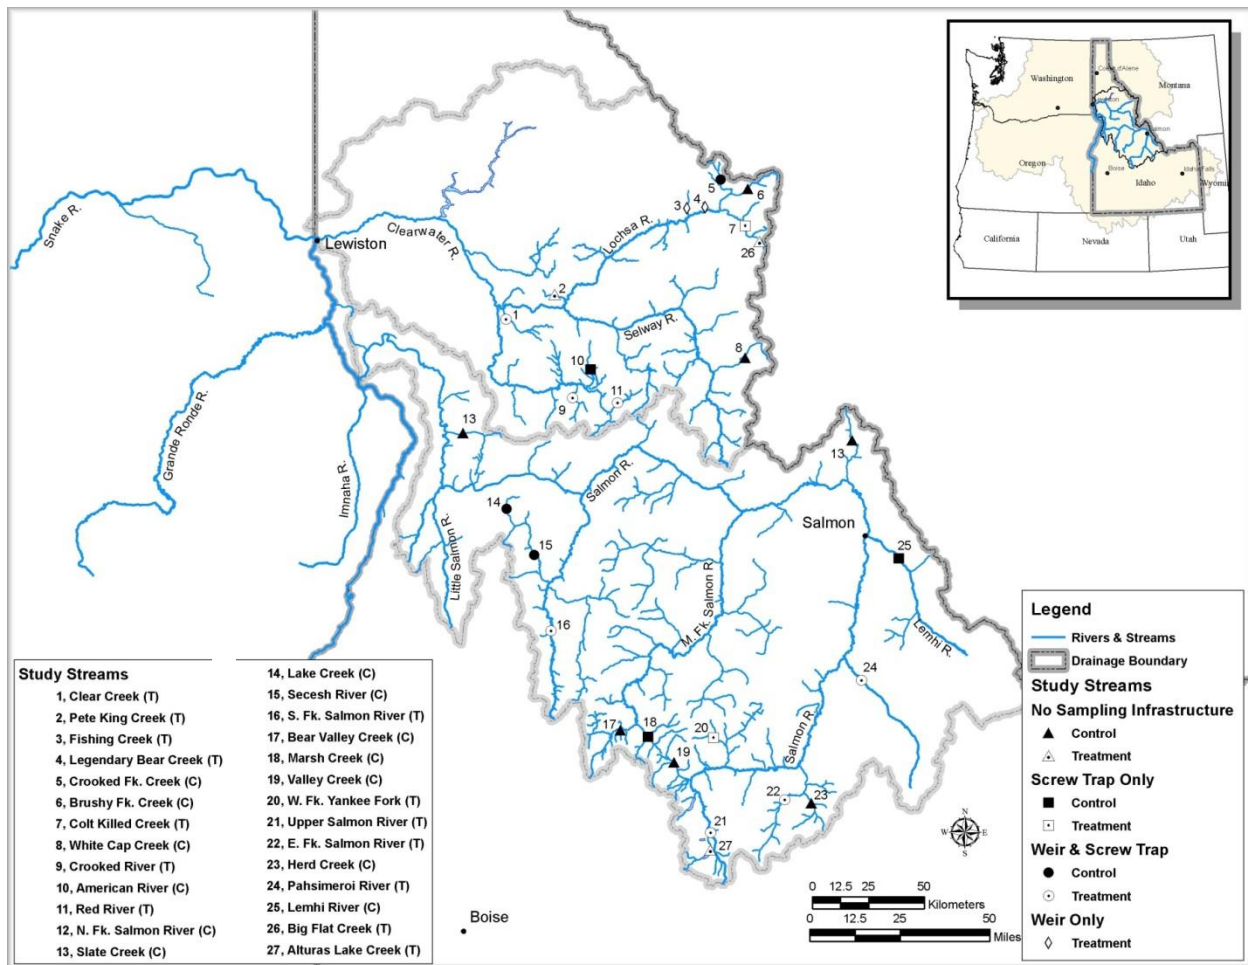 Washington
Coeur d'Alene
Montana
Lewiston
Salmon
Oregon
Boise
Idaho
Idaho Falls
Wyoming
California
Nevada
Utah
Snake R.
Lewiston
Clearwater R.
Lochsa R.
Selway R.
Grande Ronde R.
Imnaha R.
Little Salmon R.
Salmon R.
M. Fk. Salmon R.
Salmon
Lemhi R.
Salmon R.
Boise
5
6
3
4
7
26
2
1
8
10
9
11
13
13
14
15
25
16
24
17
18
20
19
22
23
21
27
Study Streams
1, Clear Creek (T)
2, Pete King Creek (T)
3, Fishing Creek (T)
4, Legendary Bear Creek (T)
5, Crooked Fk. Creek (C)
6, Brushy Fk. Creek (C)
7, Colt Killed Creek (T)
8, White Cap Creek (C)
9, Crooked River (T)
10, American River (C)
11, Red River (T)
12, N. Fk. Salmon River (C)
13, Slate Creek (C)
14, Lake Creek (C)
15, Secesh River (C)
16, S. Fk. Salmon River (T)
17, Bear Valley Creek (C)
18, Marsh Creek (C)
19, Valley Creek (C)
20, W. Fk. Yankee Fork (T)
21, Upper Salmon River (T)
22, E. Fk. Salmon River (T)
23, Herd Creek (C)
24, Pahsimeroi River (T)
25, Lemhi River (C)
26, Big Flat Creek (T)
27, Alturas Lake Creek (T)
N
W E
S
0 12.5 25 50
Kilometers
0 12.5 25 50
Miles
Legend
Rivers & Streams
Drainage Boundary
Study Streams
No Sampling Infrastructure
Control
Treatment
Screw Trap Only
Control
Treatment
Weir & Screw Trap
Control
Treatment
Weir Only
Treatment